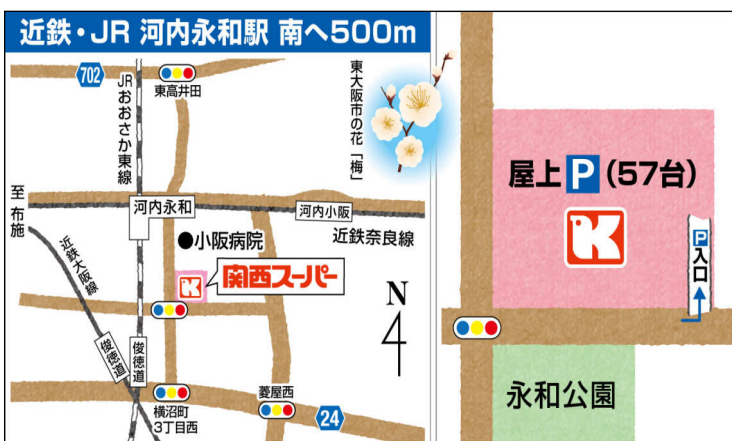 近鉄・JR 河内永和駅 南へ500m
702
東高井田
JRおおさか東線
東大阪市の花「梅」
至 布施
河内永和
河内小阪
近鉄奈良線
小阪病院
近鉄大阪線
K
関西スーパー
N
俊徳道
俊徳道
横沼町
3丁目西
菱屋西
24
屋上 P (57台)
K
P入口
永和公園